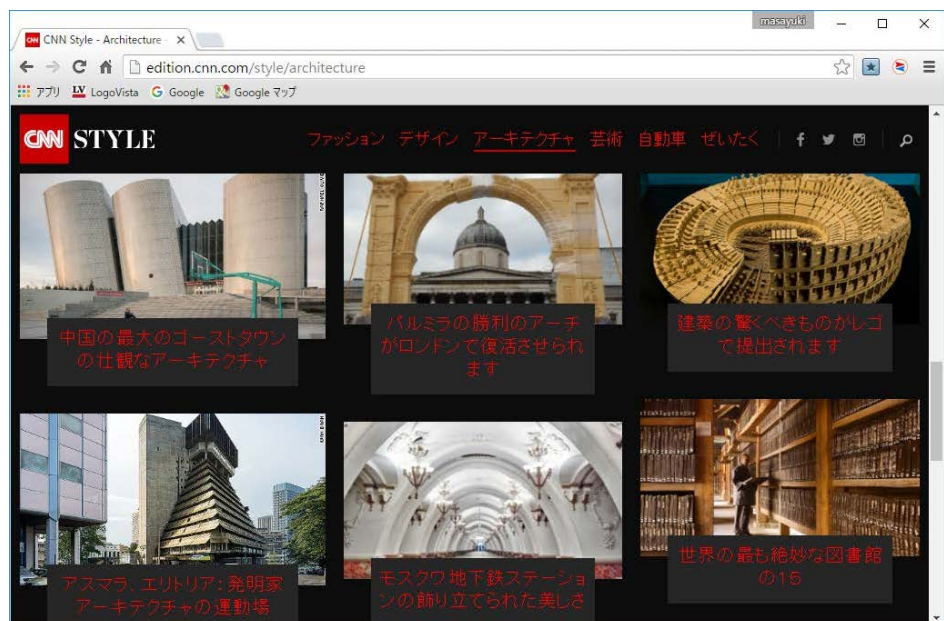 masayuki
CNN Style - Architecture
edition.cnn.com/style/architecture
アプリ LogoVista Google Google マップ
CNN STYLE ファッション デザイン アーキテクチャ 芸術 自動車 ぜいたく
中国の最大のゴーストタウン
の壮観なアーキテクチャ
パルミラの勝利のアーチ
がロンドンで復活させられ
ます
建築の驚くべきものがレゴ
で提出されます
アスマラ、エリトリア：発明家
アーキテクチャの運動場
モスクワ地下鉄ステーショ
ンの飾り立てられた美しさ
世界の最も絶妙な図書館
の16